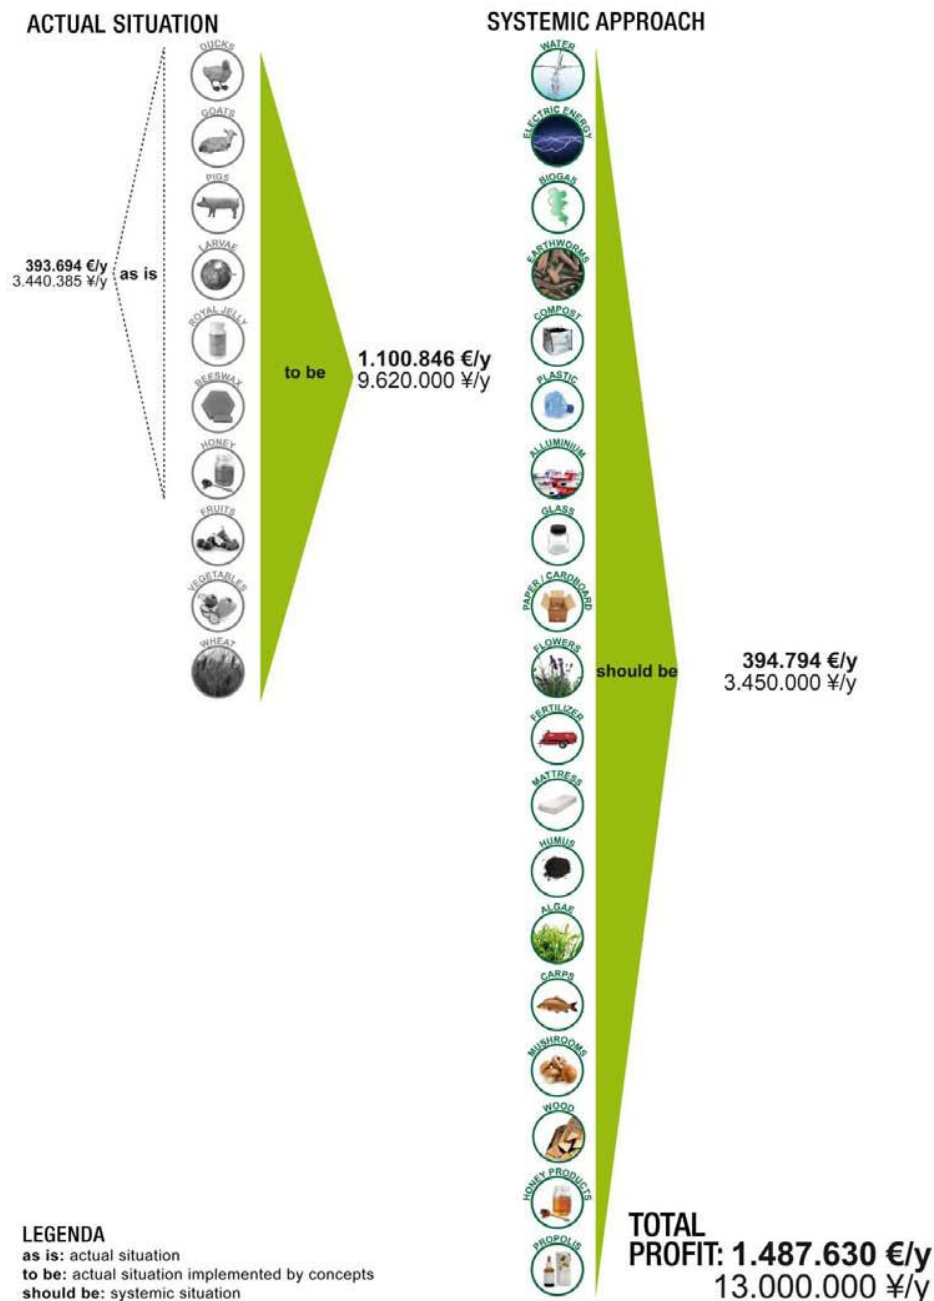 ACTUAL SITUATION
DUCKS
GOATS
PIGS
LARVAE
ROYAL JELLY
BEESWAX
HONEY
FRUITS
VEGETABLES
WHEAT
393.694 €/y
3.440.385 ¥/y
as is
to be
1.100.846 €/y
9.620.000 ¥/y
SYSTEMIC APPROACH
WATER
ELECTRIC ENERGY
BIOGAS
EARTHWORMS
COMPOST
PLASTIC
ALLUMINIUM
GLASS
PAPER / CARDBOARD
FLOWERS
FERTILIZER
MATTRESS
HUMUS
ALGAE
CARPS
MUSHROOMS
WOOD
HONEY PRODUCTS
PROPOLIS
should be
394.794 €/y
3.450.000 ¥/y
LEGENDA
as is: actual situation
to be: actual situation implemented by concepts
should be: systemic situation
TOTAL
PROFIT: 1.487.630 €/y
13.000.000 ¥/y